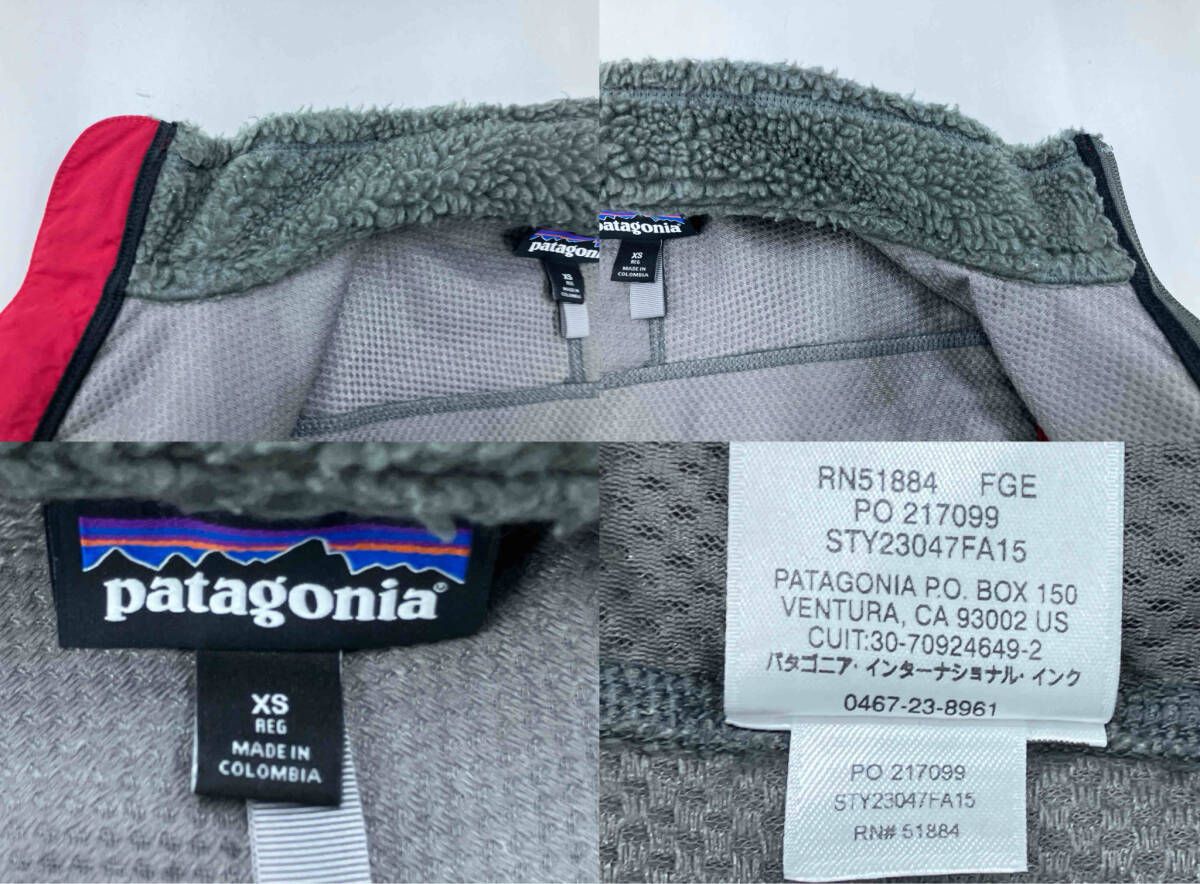 patagoni
XS
REG
MADE IN
COLOMBIA
patagonia
XS
REG
MADE IN
COLOMBIA
patagonia®
XS
REG
MADE IN
COLOMBIA
RN51884 FGE
PO 217099
STY23047FA15
PATAGONIA P.O. BOX 150
VENTURA, CA 93002 US
CUIT:30-70924649-2
パタゴニア・インターナショナル・インク
0467-23-8961
PO 217099
STY23047FA15
RN# 51884